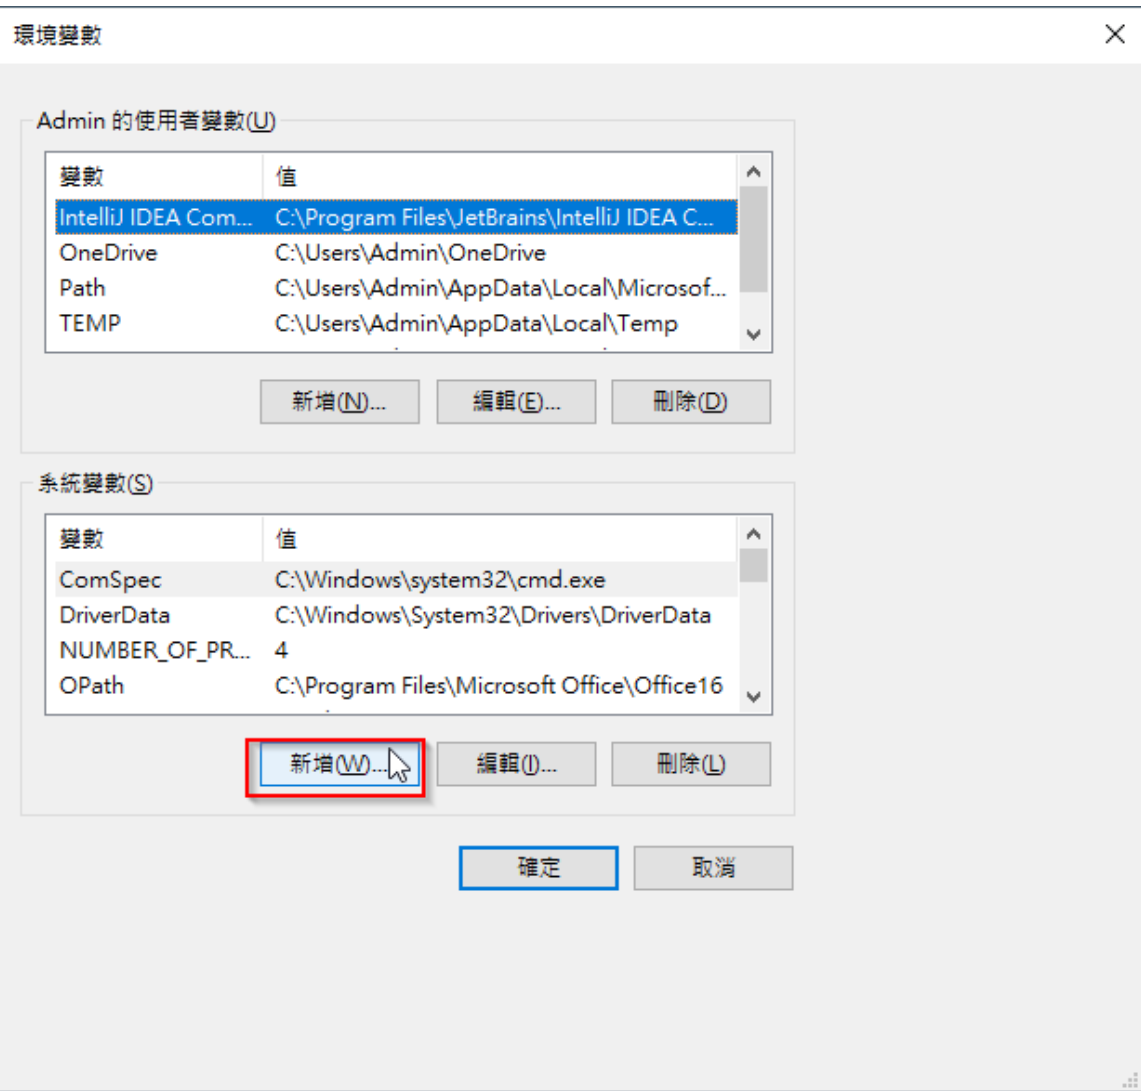 環境變數
Admin 的使用者變數(U)
變數 值
IntelliJ IDEA Com... C:\Program Files\JetBrains\IntelliJ IDEA C...
OneDrive C:\Users\Admin\OneDrive
Path C:\Users\Admin\AppData\Local\Microsof...
TEMP C:\Users\Admin\AppData\Local\Temp
新增(N)... 編輯(E)... 刪除(D)
系統變數(S)
變數 值
ComSpec C:\Windows\system32\cmd.exe
DriverData C:\Windows\System32\Drivers\DriverData
NUMBER_OF_PR... 4
OPath C:\Program Files\Microsoft Office\Office16
新增(W)... 編輯(I)... 刪除(L)
確定 取消